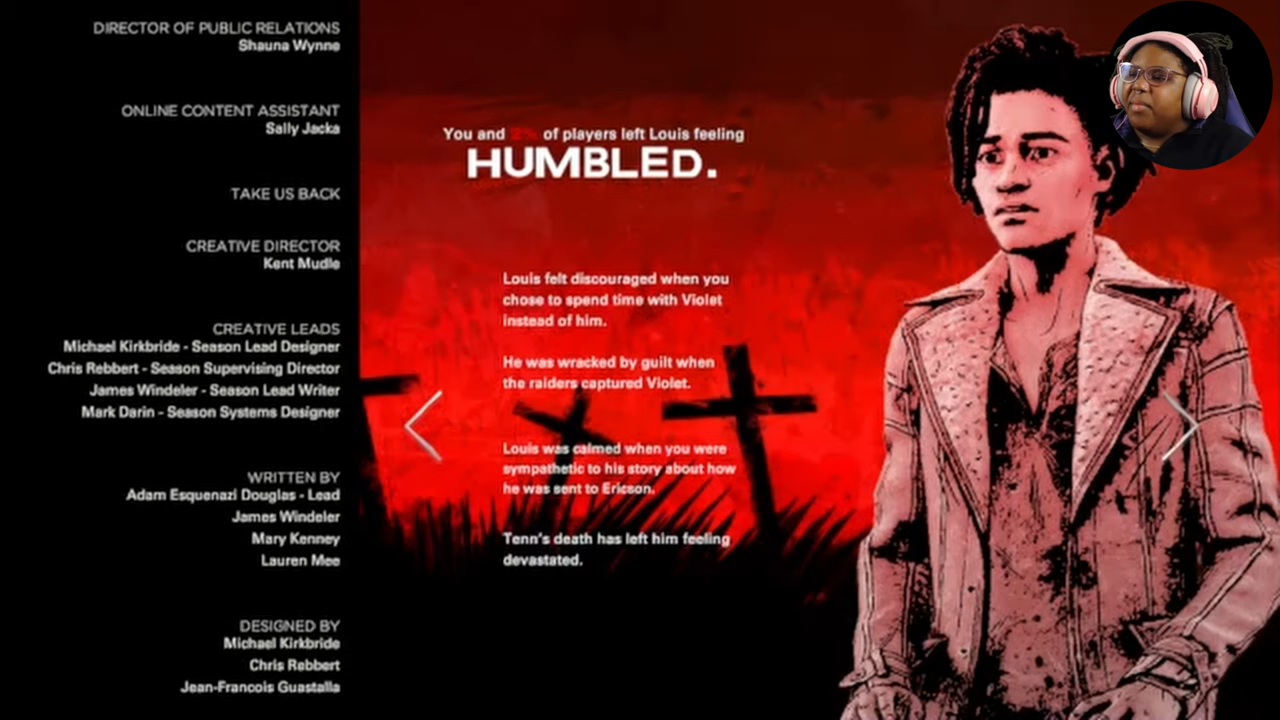 DIRECTOR OF PUBLIC RELATIONS
Shauna Wynne
ONLINE CONTENT ASSISTANT
Sally Jacka
TAKE US BACK
CREATIVE DIRECTOR
Kent Mudle
CREATIVE LEADS
Michael Kirkbride - Season Lead Designer
Chris Rebbert - Season Supervising Director
James Windeler - Season Lead Writer
Mark Darin - Season Systems Designer
WRITTEN BY
Adam Esquenazi Douglas - Lead
James Windeler
Mary Kenney
Lauren Mee
DESIGNED BY
Michael Kirkbride
Chris Rebbert
Jean-Francois Guastalla
You and of players left Louis feeling
HUMBLED.
Louis felt discouraged when you
chose to spend time with Violet
instead of him.
He was wracked by guilt when
the raiders captured Violet.
Louis was calmed when you were
sympathetic to his story about how
he was sent to Ericson.
Tenn's death has left him feeling
devastated.